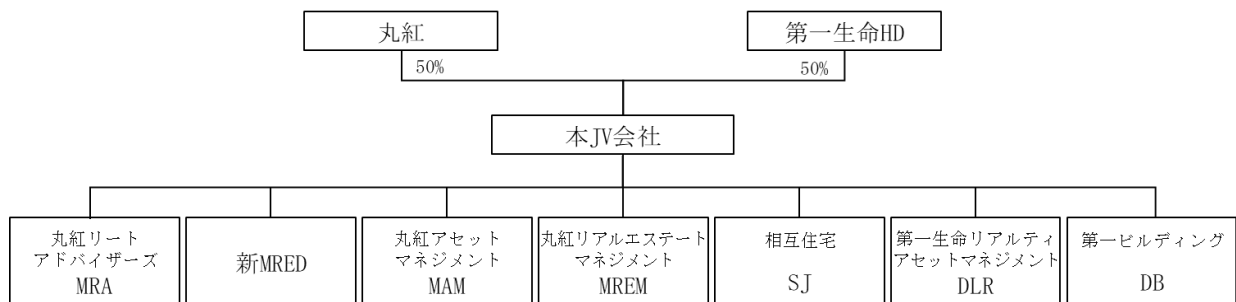 丸紅
第一生命HD
50%
50%
本JV会社
丸紅リート
アドバイザーズ
MRA
新MRED
丸紅アセット
マネジメント
MAM
丸紅リアルエステート
マネジメント
MREM
相互住宅
SJ
第一生命リアルティ
アセットマネジメント
DLR
第一ビルディング
DB